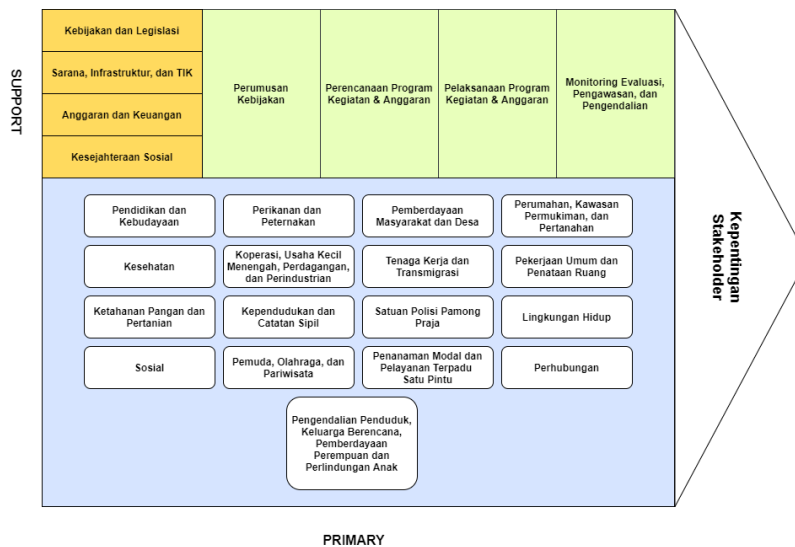 SUPPORT
Kebijakan dan Legislasi
Sarana, Infrastruktur, dan TIK
Anggaran dan Keuangan
Kesejahteraan Sosial
Perumusan
Kebijakan
Perencanaan Program
Kegiatan & Anggaran
Pelaksanaan Program
Kegiatan & Anggaran
Monitoring Evaluasi,
Pengawasan, dan
Pengendalian
Pendidikan dan
Kebudayaan
Perikanan dan
Peternakan
Pemberdayaan
Masyarakat dan Desa
Perumahan, Kawasan
Permukiman, dan
Pertanahan
Kesehatan
Koperasi, Usaha Kecil
Menengah, Perdagangan,
dan Perindustrian
Tenaga Kerja dan
Transmigrasi
Pekerjaan Umum dan
Penataan Ruang
Ketahanan Pangan dan
Pertanian
Kependudukan dan
Catatan Sipil
Satuan Polisi Pamong
Praja
Lingkungan Hidup
Sosial
Pemuda, Olahraga, dan
Pariwisata
Penanaman Modal dan
Pelayanan Terpadu
Satu Pintu
Perhubungan
Pengendalian Penduduk,
Keluarga Berencana,
Pemberdayaan
Perempuan dan
Perlindungan Anak
Kepentingan
Stakeholder
PRIMARY